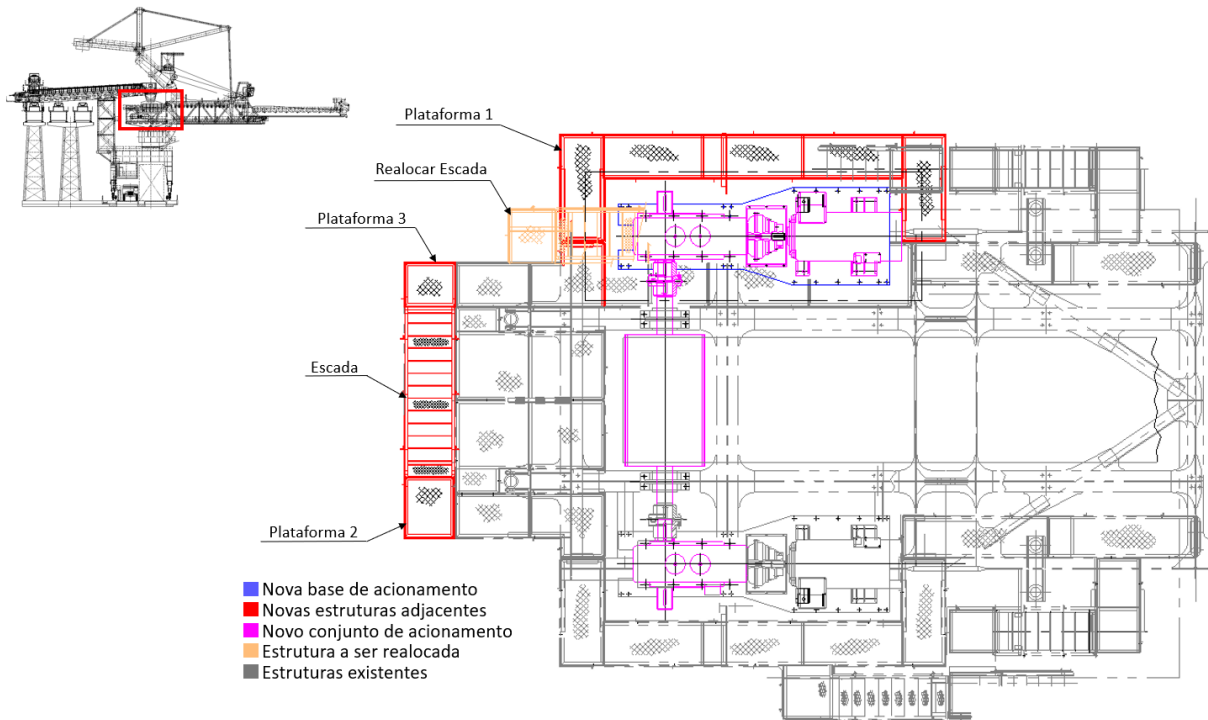 Plataforma 1
Realocar Escada
Plataforma 3
Escada
Plataforma 2
Nova base de acionamento
Novas estruturas adjacentes
Novo conjunto de acionamento
Estrutura a ser realocada
Estruturas existentes